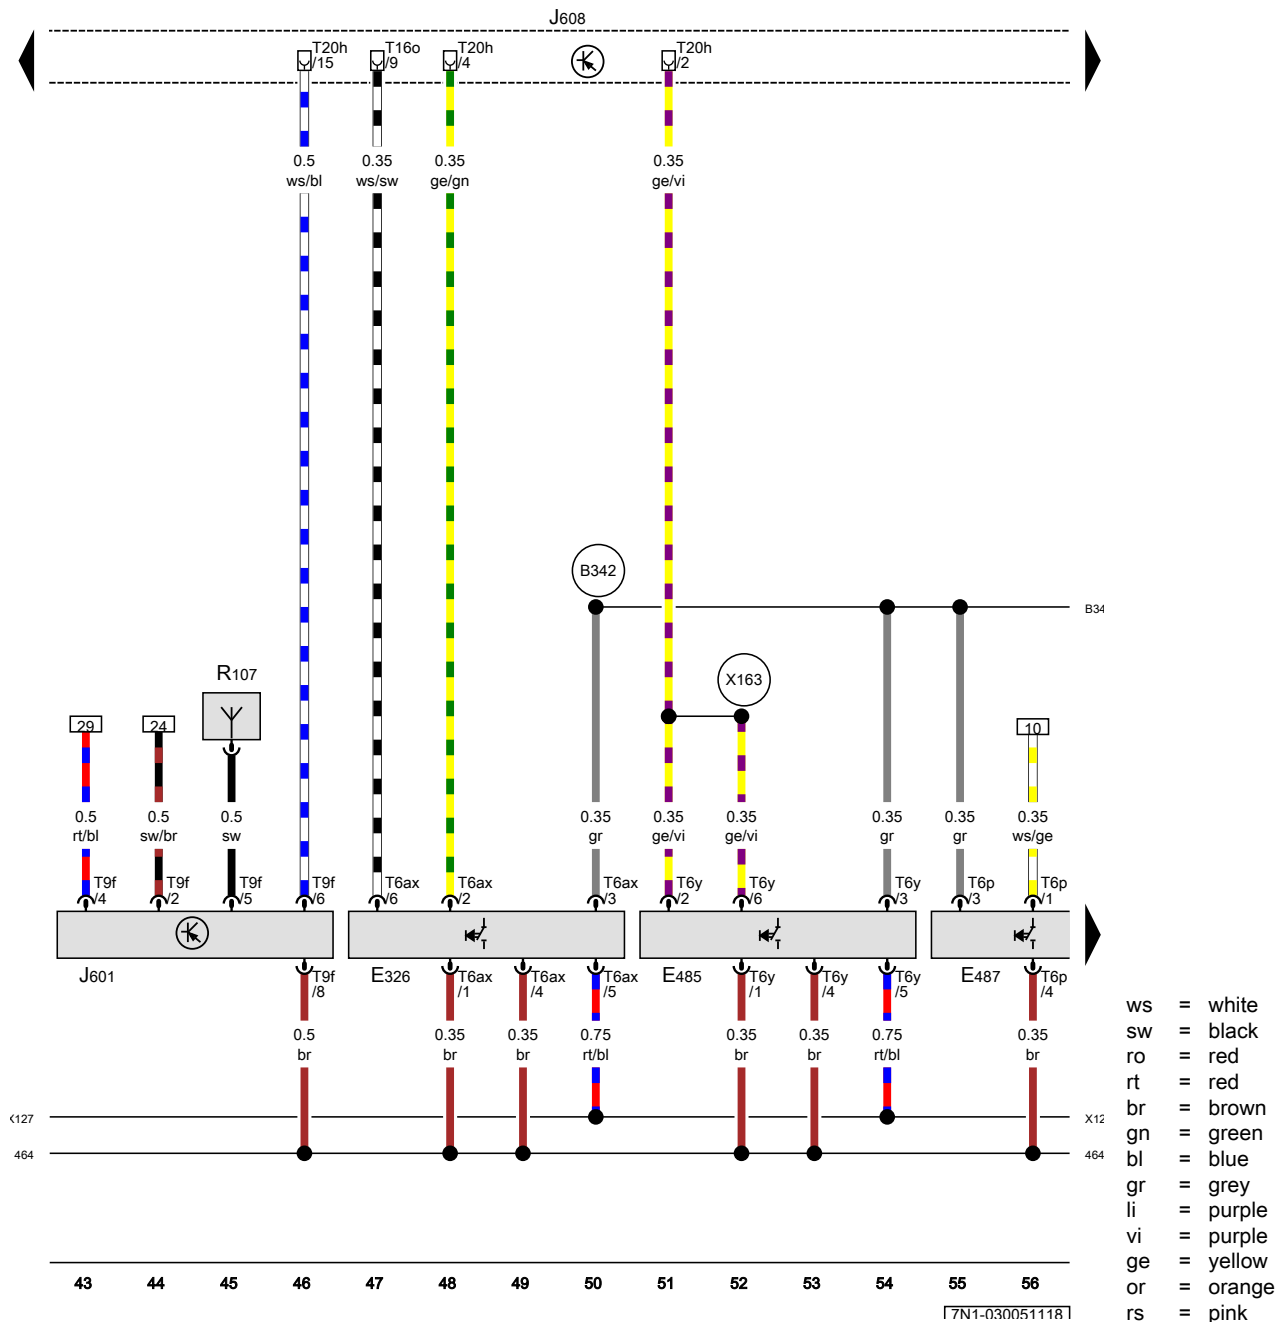 J608
T20h T16o T20h T20h
/15 /9 /4 /2
0.5 0.35 0.35 0.35
ws/bl ws/sw ge/gn ge/vi
B342
B34
R107
X163
29 24 10
0.5 0.5 0.5 0.35 0.35 0.35 0.35 0.35 0.35
rt/bl sw/br sw gr ge/vi ge/vi gr gr ws/ge
T9f T9f T9f T9f T6ax T6ax T6y T6y T6y T6p T6p
/4 /2 /5 /6 /6 /2 /3 /2 /6 /3 /3 /1
J601 T9f E326 T6ax T6ax T6ax E485 T6y T6y T6y E487 T6p
/8 /1 /4 /5 /1 /4 /5 /4
0.5 0.35 0.35 0.75 0.35 0.35 0.75 0.35
br br br rt/bl br br rt/bl br
X127 X12
464 464
43 44 45 46 47 48 49 50 51 52 53 54 55 56
7N1-030051118
ws = white
sw = black
ro = red
rt = red
br = brown
gn = green
bl = blue
gr = grey
li = purple
vi = purple
ge = yellow
or = orange
rs = pink